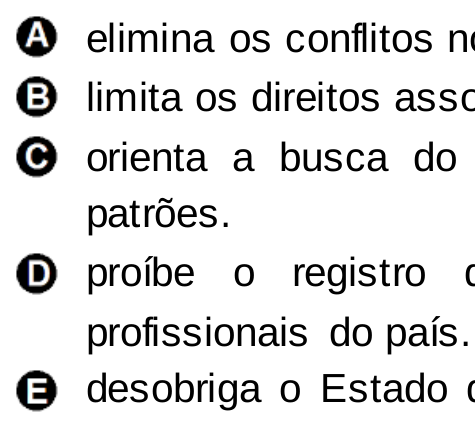 A elimina os conflitos
B limita os direitos
C orienta a busca do
patrões.
D proíbe o registro
profissionais do país.
E desobriga o Estado